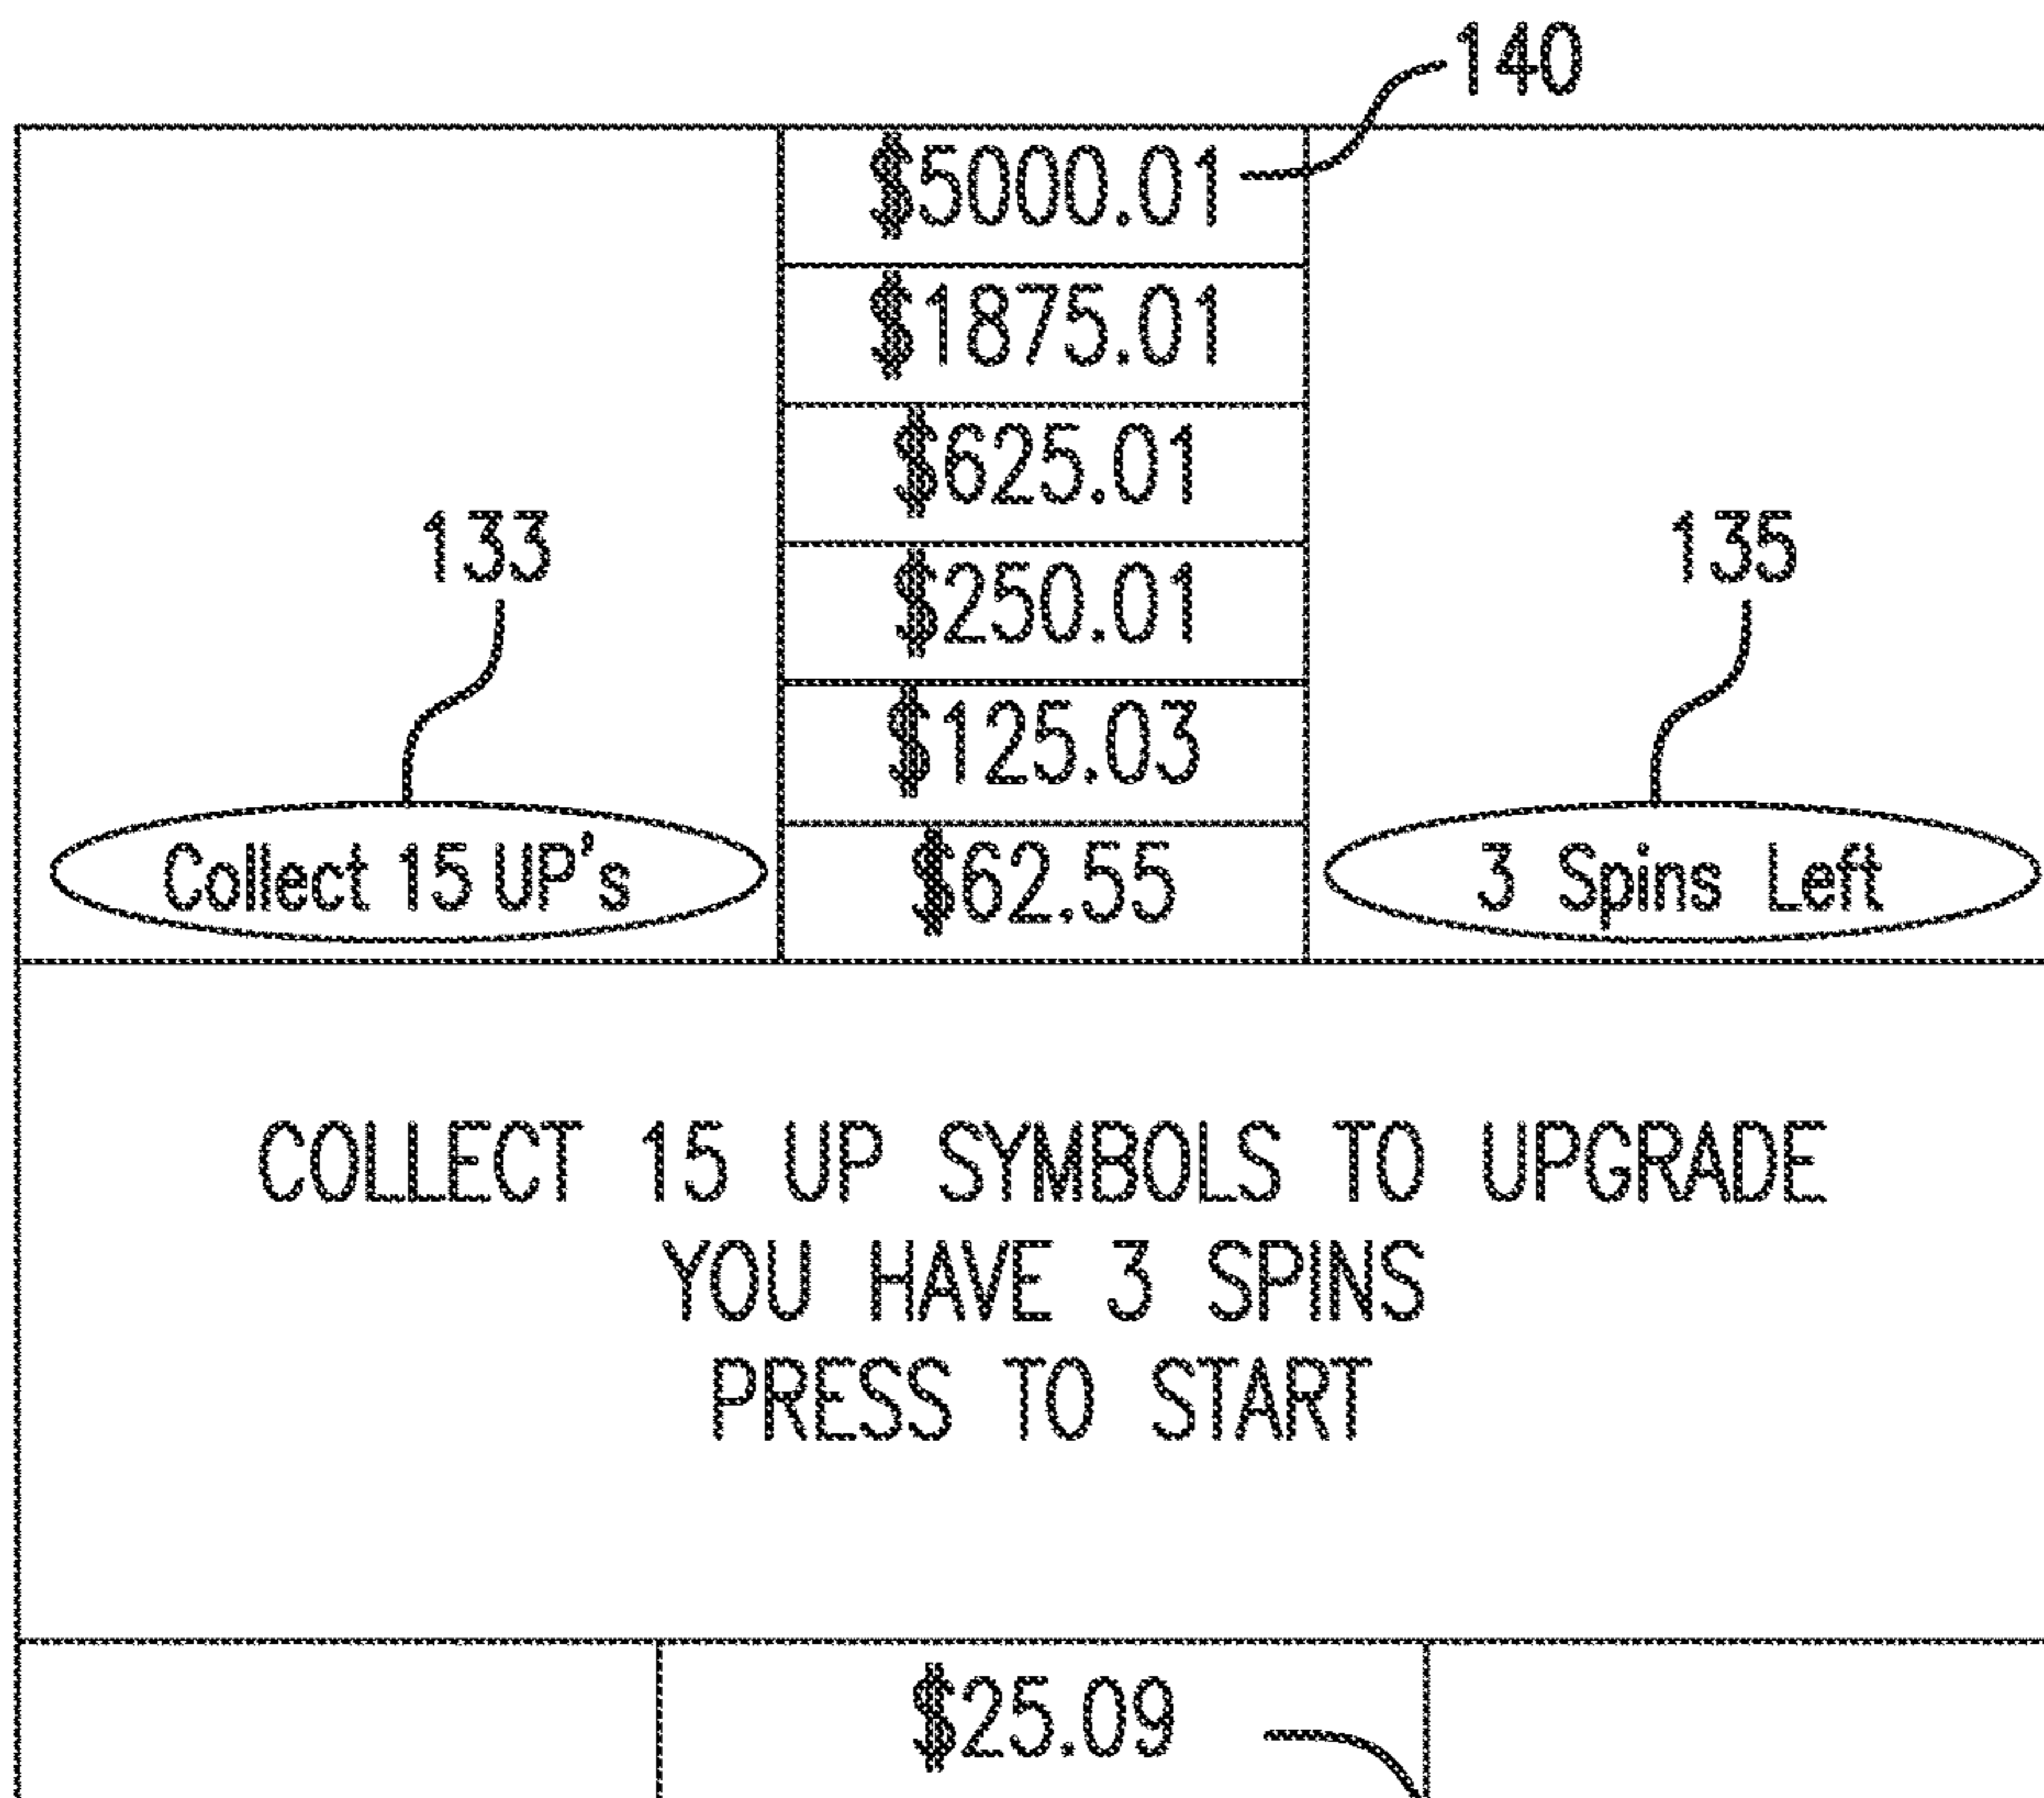 140
$5000.01
$1875.01
$625.01
133
$250.01
135
$125.03
Collect 15 UP's
$62.55
3 Spins Left
COLLECT 15 UP SYMBOLS TO UPGRADE
YOU HAVE 3 SPINS
PRESS TO START
$25.09